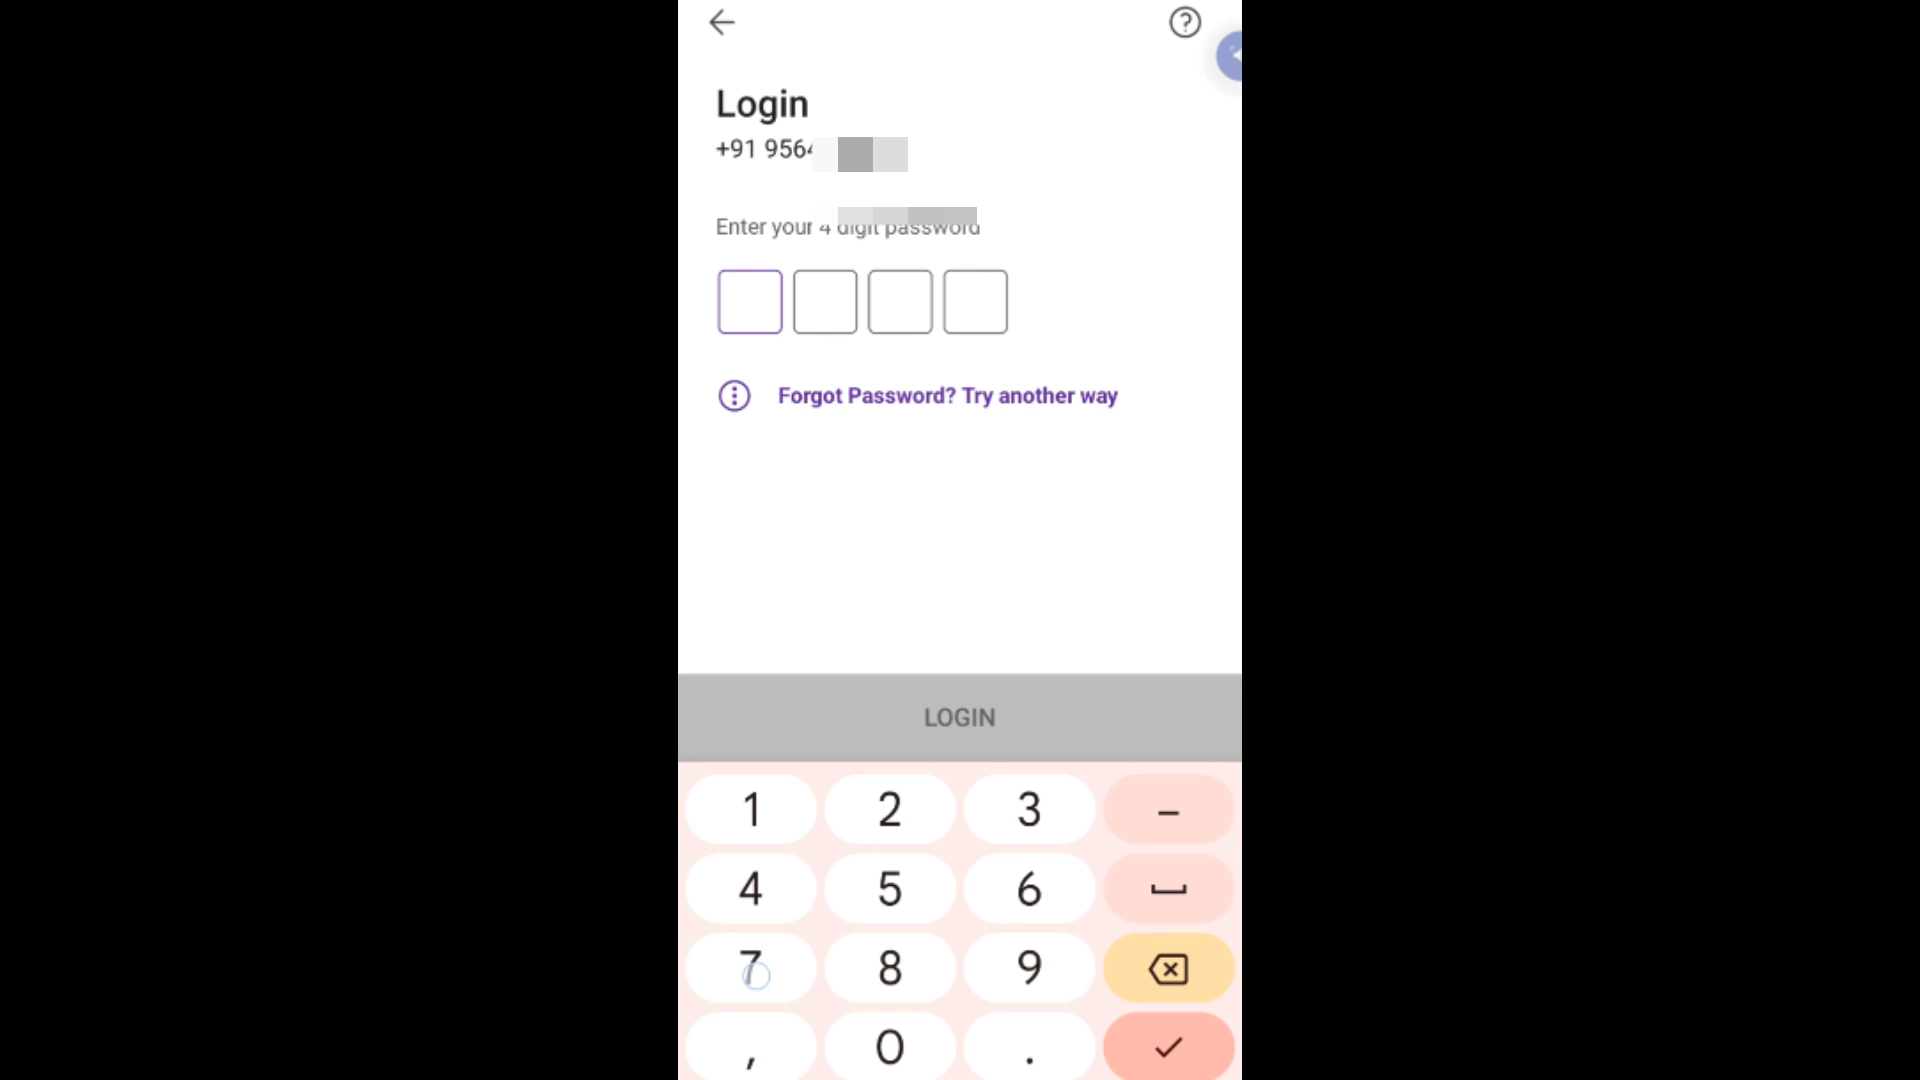 Login
+91 9564
Enter your 4 digit password
Forgot Password? Try another way
LOGIN
1 2 3 –
4 5 6
7 8 9
, 0 .